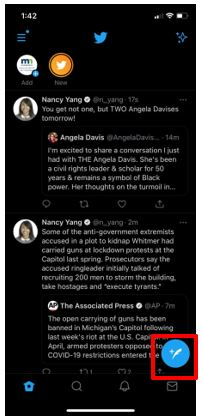 1:42
Add
New
Nancy Yang @n_yang · 17s
You get not one, but TWO Angela Davises
tomorrow!
Angela Davis @AngelaDavis... · 14m
I'm excited to share a conversation I just
had with THE Angela Davis. She's been
a civil rights leader & scholar for 50
years & remains a symbol of Black
power. Her thoughts on the turmoil in...
Nancy Yang @n_yang · 2m
Some of the anti-government extremists
accused in a plot to kidnap Whitmer had
carried guns at lockdown protests at the
Capitol last spring. Prosecutors say the
accused ringleader initially talked of
recruiting 200 men to storm the building,
take hostages and "execute tyrants."
AP The Associated Press @AP · 7m
The open carrying of guns has been
banned in Michigan's Capitol following
last week's riot at the U.S. Capitol. In
April, armed protesters opposed to
COVID-19 restrictions entered the
1
2